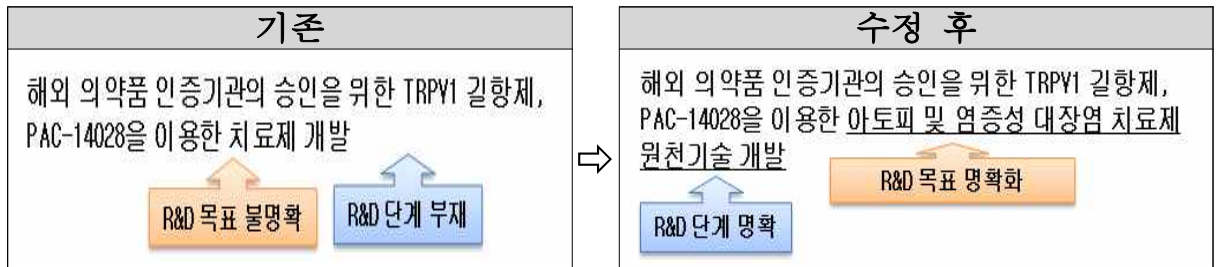 기존
해외 의약품 인증기관의 승인을 위한 TRPV1 길항제,
PAC-14028을 이용한 치료제 개발
R&D 목표 불명확
R&D 단계 부재
⇨
수정 후
해외 의약품 인증기관의 승인을 위한 TRPV1 길항제,
PAC-14028을 이용한 아토피 및 염증성 대장염 치료제
원천기술 개발
R&D 목표 명확화
R&D 단계 명확